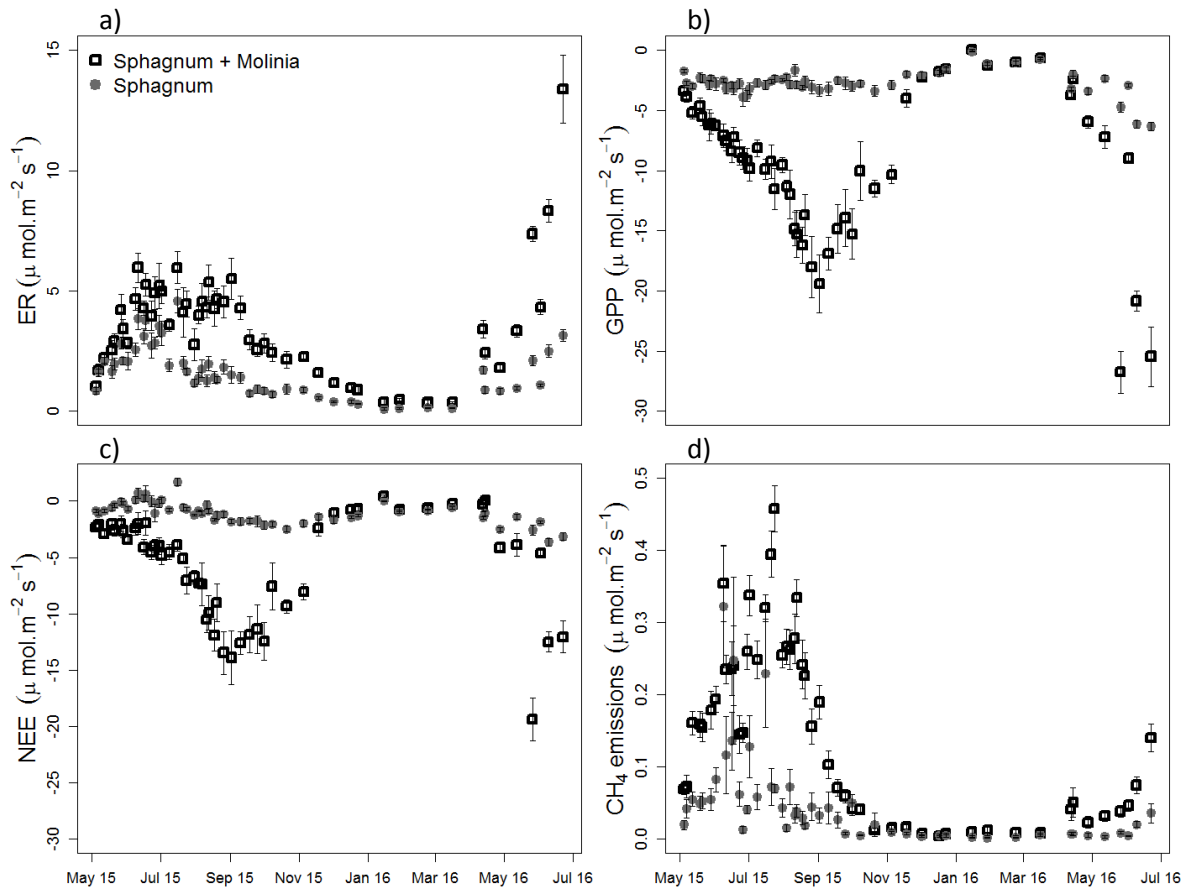 a)
b)
15
10
5
0
ER (μ mol.m⁻² s⁻¹)
Sphagnum + Molinia
Sphagnum
0
-5
-10
-15
-20
-25
-30
GPP (μ mol.m⁻² s⁻¹)
c)
d)
0
-5
-10
-15
-20
-25
-30
NEE (μ mol.m⁻² s⁻¹)
May 15 Jul 15 Sep 15 Nov 15 Jan 16 Mar 16 May 16 Jul 16
0.5
0.4
0.3
0.2
0.1
0.0
CH₄ emissions (μ mol.m⁻² s⁻¹)
May 15 Jul 15 Sep 15 Nov 15 Jan 16 Mar 16 May 16 Jul 16